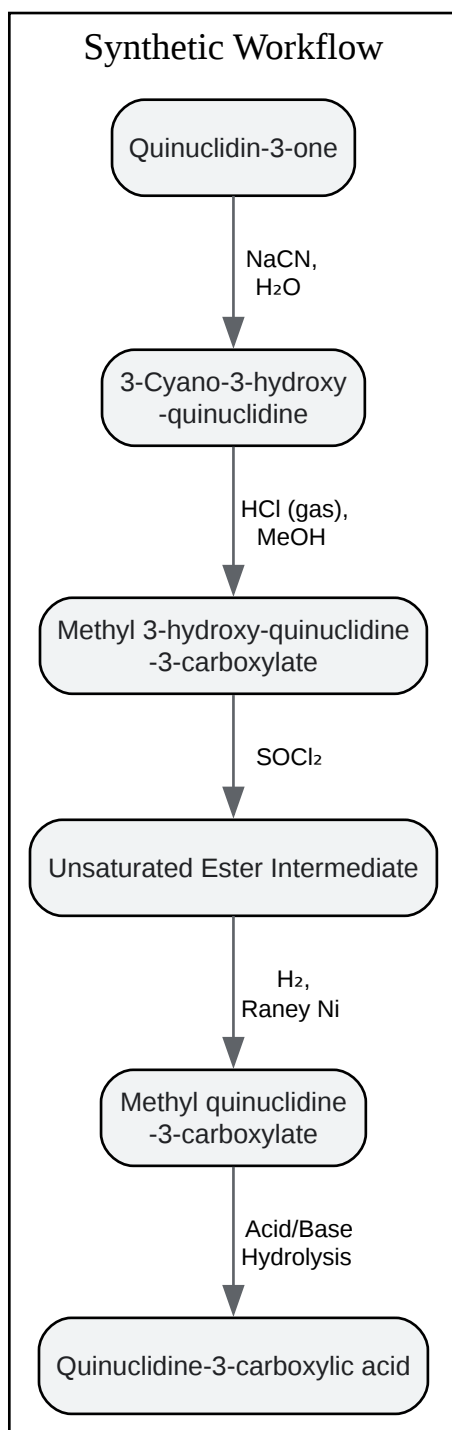 Synthetic Workflow
Quinuclidin-3-one
NaCN,
H₂O
3-Cyano-3-hydroxy
-quinuclidine
HCl (gas),
MeOH
Methyl 3-hydroxy-quinuclidine
-3-carboxylate
SOCl₂
Unsaturated Ester Intermediate
H₂,
Raney Ni
Methyl quinuclidine
-3-carboxylate
Acid/Base
Hydrolysis
Quinuclidine-3-carboxylic acid